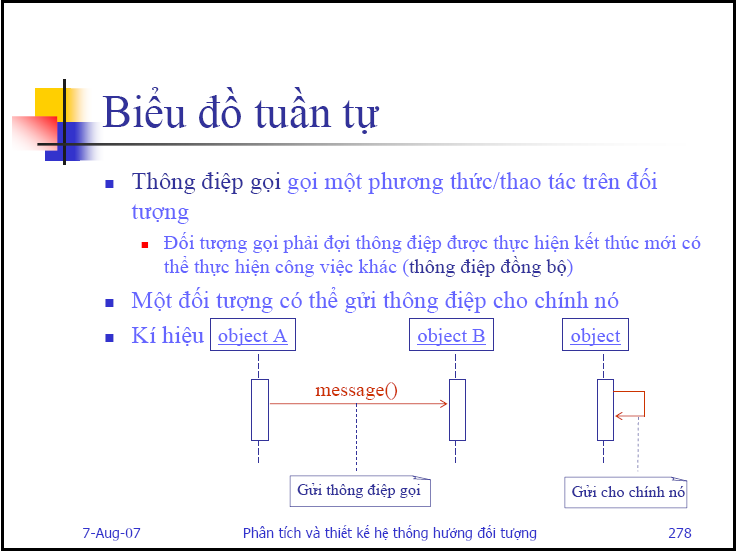 Biểu đồ tuần tự
Thông điệp gọi gọi một phương thức/thao tác trên đối
tượng
Đối tượng gọi phải đợi thông điệp được thực hiện kết thúc mới có
thể thực hiện công việc khác (thông điệp đồng bộ)
Một đối tượng có thể gửi thông điệp cho chính nó
Kí hiệu
object A
object B
object
message()
Gửi thông điệp gọi
Gửi cho chính nó
7-Aug-07
Phân tích và thiết kế hệ thống hướng đối tượng
278